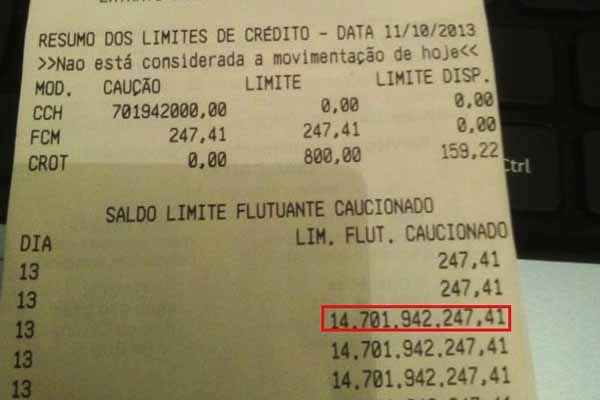 RESUMO DOS LIMITES DE CRÉDITO - DATA 11/10/2013
>>Nao está considerada a movimentação de hoje<<
MOD. CAUÇÃO LIMITE LIMITE DISP.
CCH 701942000,00 0,00 0,00
FCM 247,41 247,41 0,00
CROT 0,00 800,00 159,22
SALDO LIMITE FLUTUANTE CAUCIONADO
DIA LIM. FLUT. CAUCIONADO
13 247,41
13 247,41
13 14.701.942.247,41
13 14.701.942.247,41
13 14.701.942.247,41
Ctrl